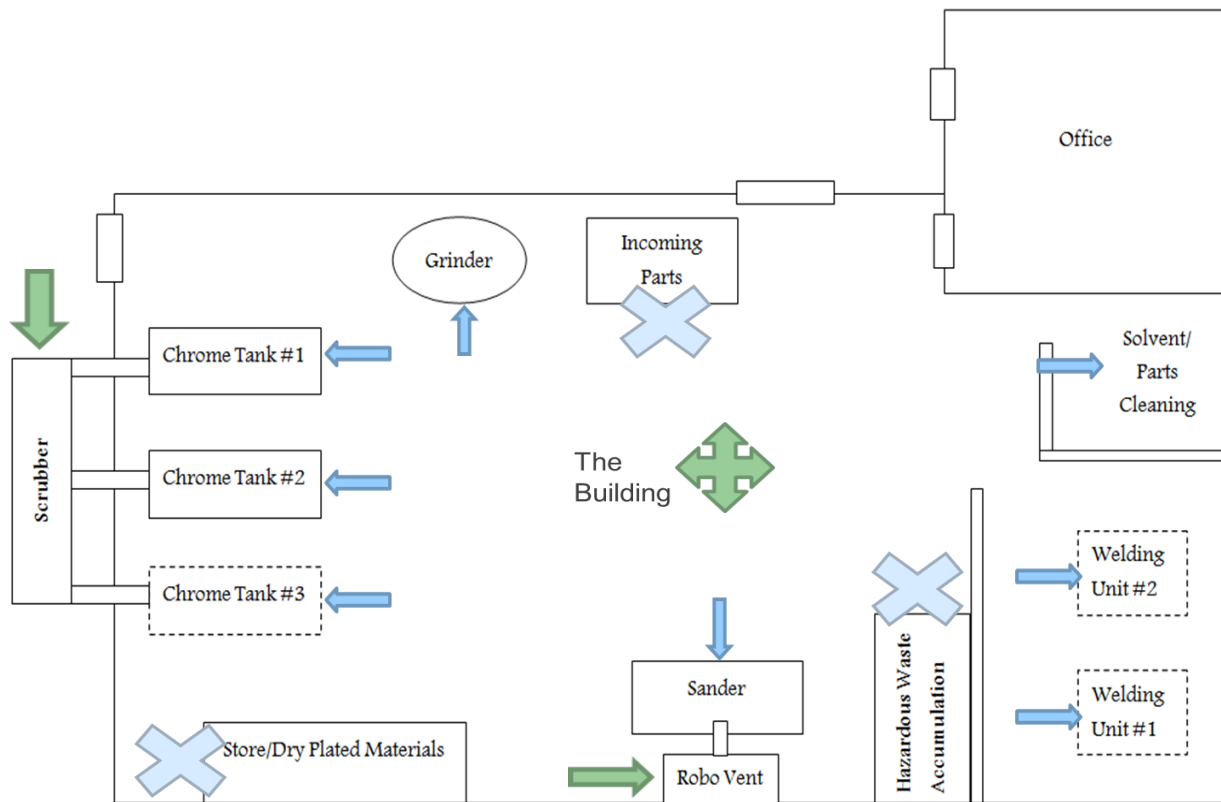 Office
Grinder
Incoming
Parts
Chrome Tank #1
Solvent/
Parts
Cleaning
Scrubber
Chrome Tank #2
The
Building
Chrome Tank #3
Welding
Unit #2
Sander
Hazardous Waste
Accumulation
Welding
Unit #1
Store/Dry Plated Materials
Robo Vent